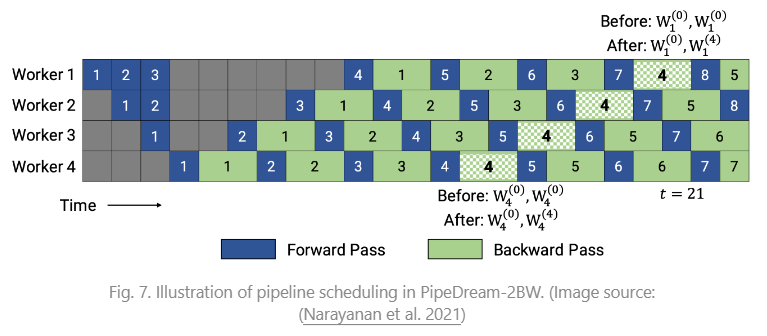 Before: W₁⁽⁰⁾, W₁⁽⁰⁾
After: W₁⁽⁰⁾, W₁⁽⁴⁾
Worker 1 1 2 3 4 1 5 2 6 3 7 4 8 5
Worker 2 1 2 3 1 4 2 5 3 6 4 7 5 8
Worker 3 1 2 1 3 2 4 3 5 4 6 5 7 6
Worker 4 1 1 2 2 3 3 4 4 5 5 6 6 7 7
Before: W₄⁽⁰⁾, W₄⁽⁰⁾ t = 21
Time
After: W₄⁽⁰⁾, W₄⁽⁴⁾
Forward Pass Backward Pass
Fig. 7. Illustration of pipeline scheduling in PipeDream-2BW. (Image source:
(Narayanan et al. 2021)